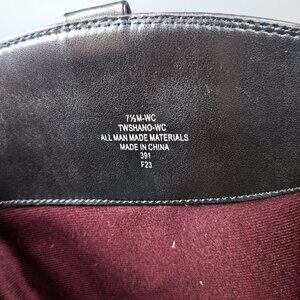 7½M-WC
TWSHANO-WC
ALL MAN MADE MATERIALS
MADE IN CHINA
391
F23